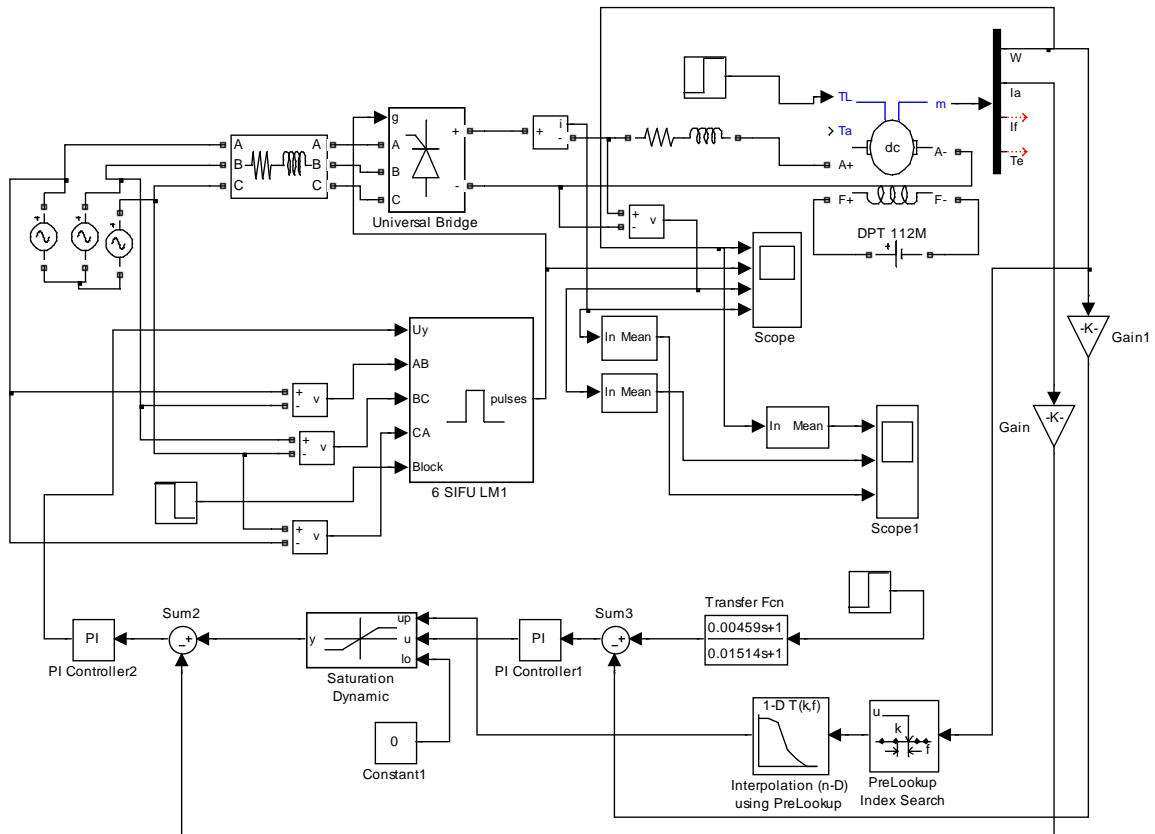 W
TL
m
Ia
g
i
If
+
+
-
Ta
dc
A
A
A
Te
B
B
B
A+
A-
C
C
C
-
F+
F-
Universal Bridge
+
-
v
DPT 112M
+
Uy
In Mean
Scope
-K-
Gain1
AB
+
-
v
BC
pulses
In Mean
-K-
CA
+
-
v
In Mean
Gain
Block
6 SIFU LM1
Scope1
+
-
v
Sum2
Sum3
Transfer Fcn
up
0.00459s+1
PI
y
u
PI
0.01514s+1
lo
PI Controller2
Saturation
Dynamic
PI Controller1
1-D T(k,f)
u
k
f
0
Constant1
Interpolation (n-D)
using PreLookup
PreLookup
Index Search